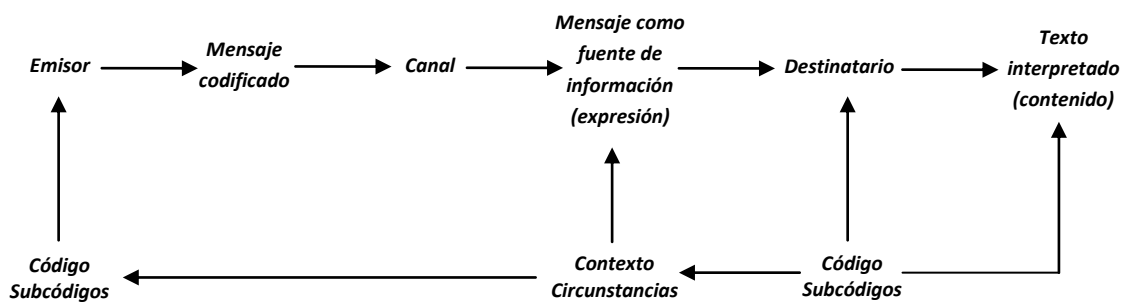 Emisor
Mensaje
codificado
Canal
Mensaje como
fuente de
información
(expresión)
Destinatario
Texto
interpretado
(contenido)
Código
Subcódigos
Contexto
Circunstancias
Código
Subcódigos